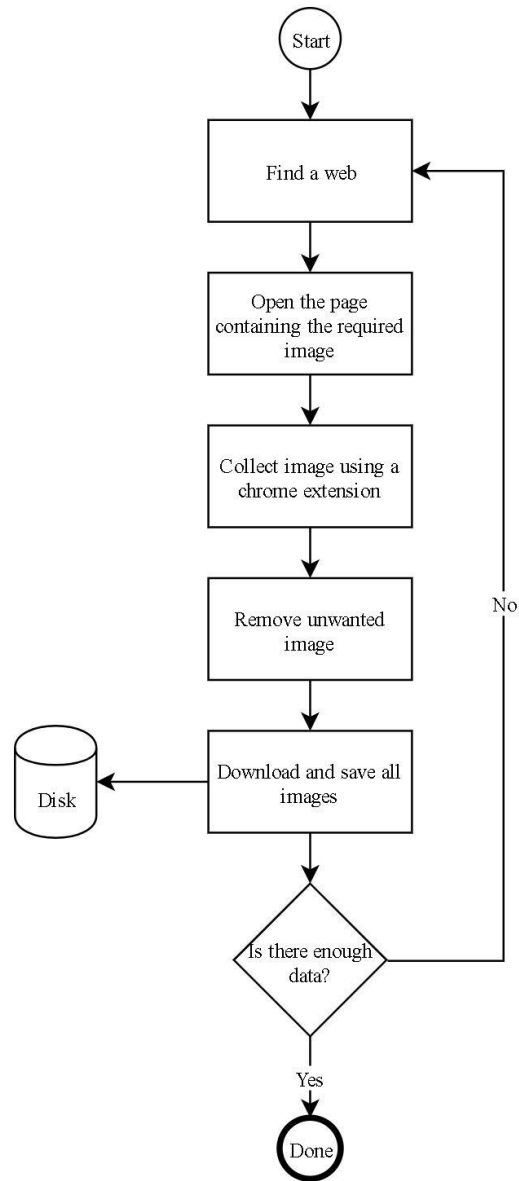 Start
Find a web
Open the page
containing the required
image
Collect image using a
chrome extension
Remove unwanted
image
No
Download and save all
images
Disk
Is there enough
data?
Yes
Done